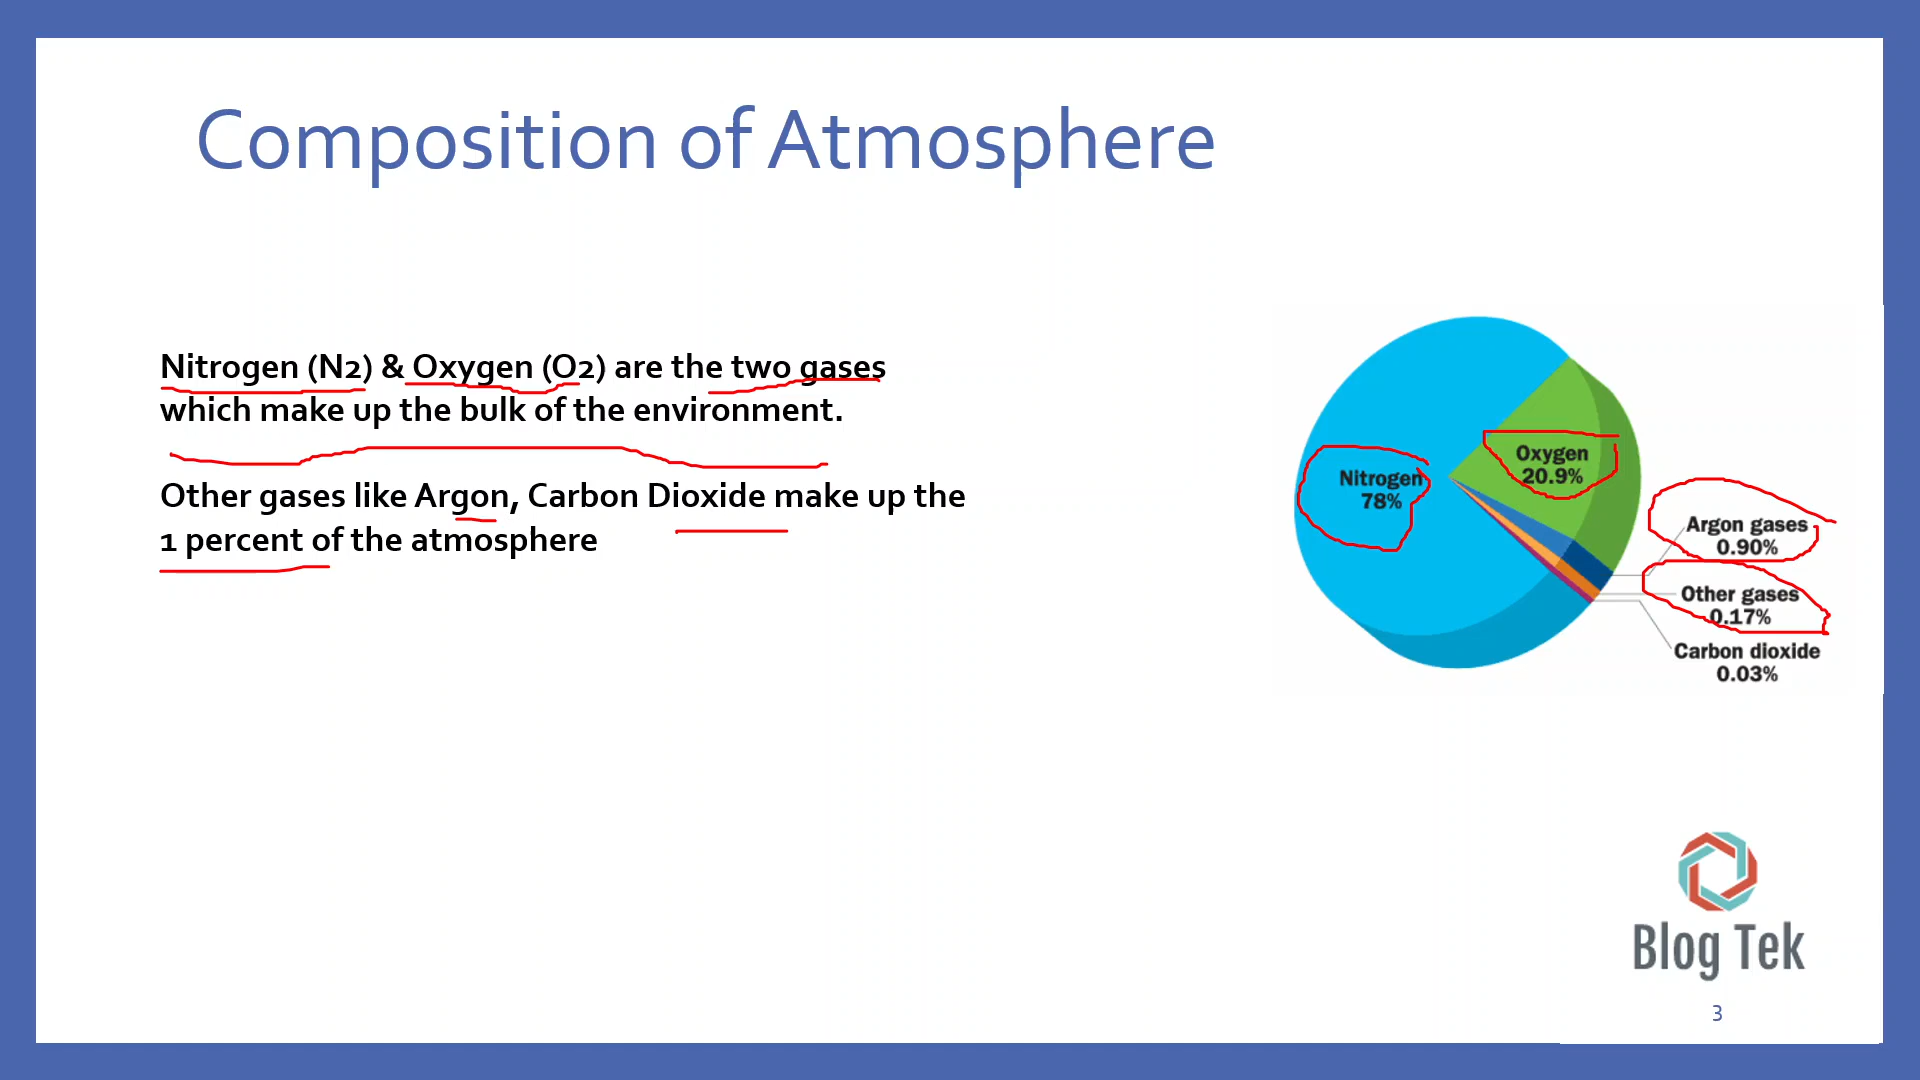 Composition of Atmosphere
Nitrogen (N2) & Oxygen (O2) are the two gases
which make up the bulk of the environment.
Other gases like Argon, Carbon Dioxide make up the
1 percent of the atmosphere
Nitrogen
78%
Oxygen
20.9%
Argon gases
0.90%
Other gases
0.17%
Carbon dioxide
0.03%
Blog Tek
3